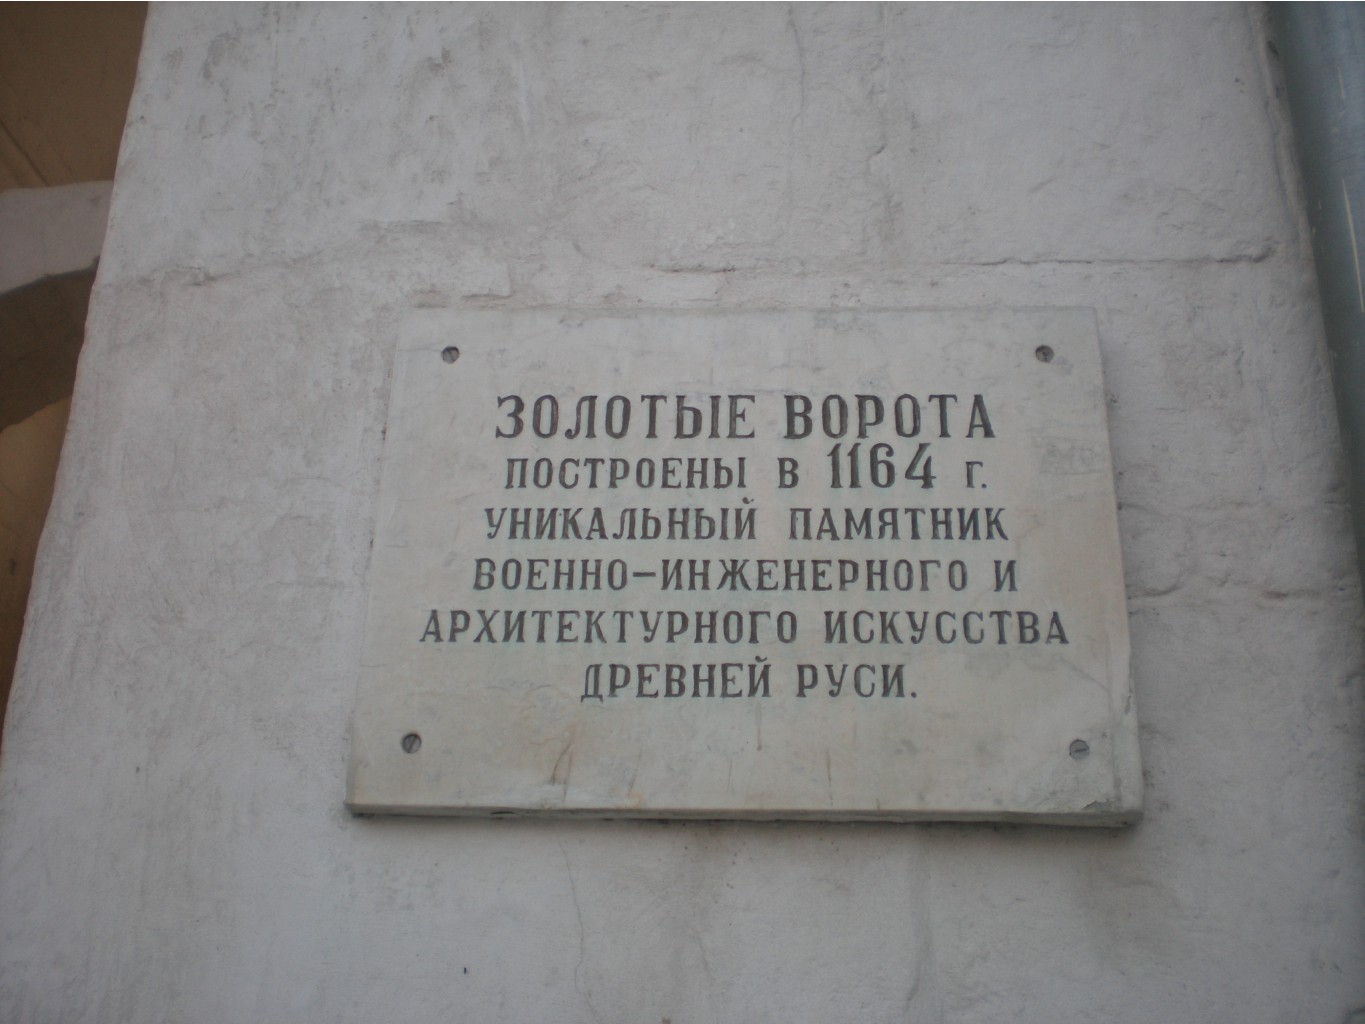 ЗОЛОТЫЕ ВОРОТА
ПОСТРОЕНЫ В 1164 г.
УНИКАЛЬНЫЙ ПАМЯТНИК
ВОЕННО-ИНЖЕНЕРНОГО И
АРХИТЕКТУРНОГО ИСКУССТВА
ДРЕВНЕЙ РУСИ.